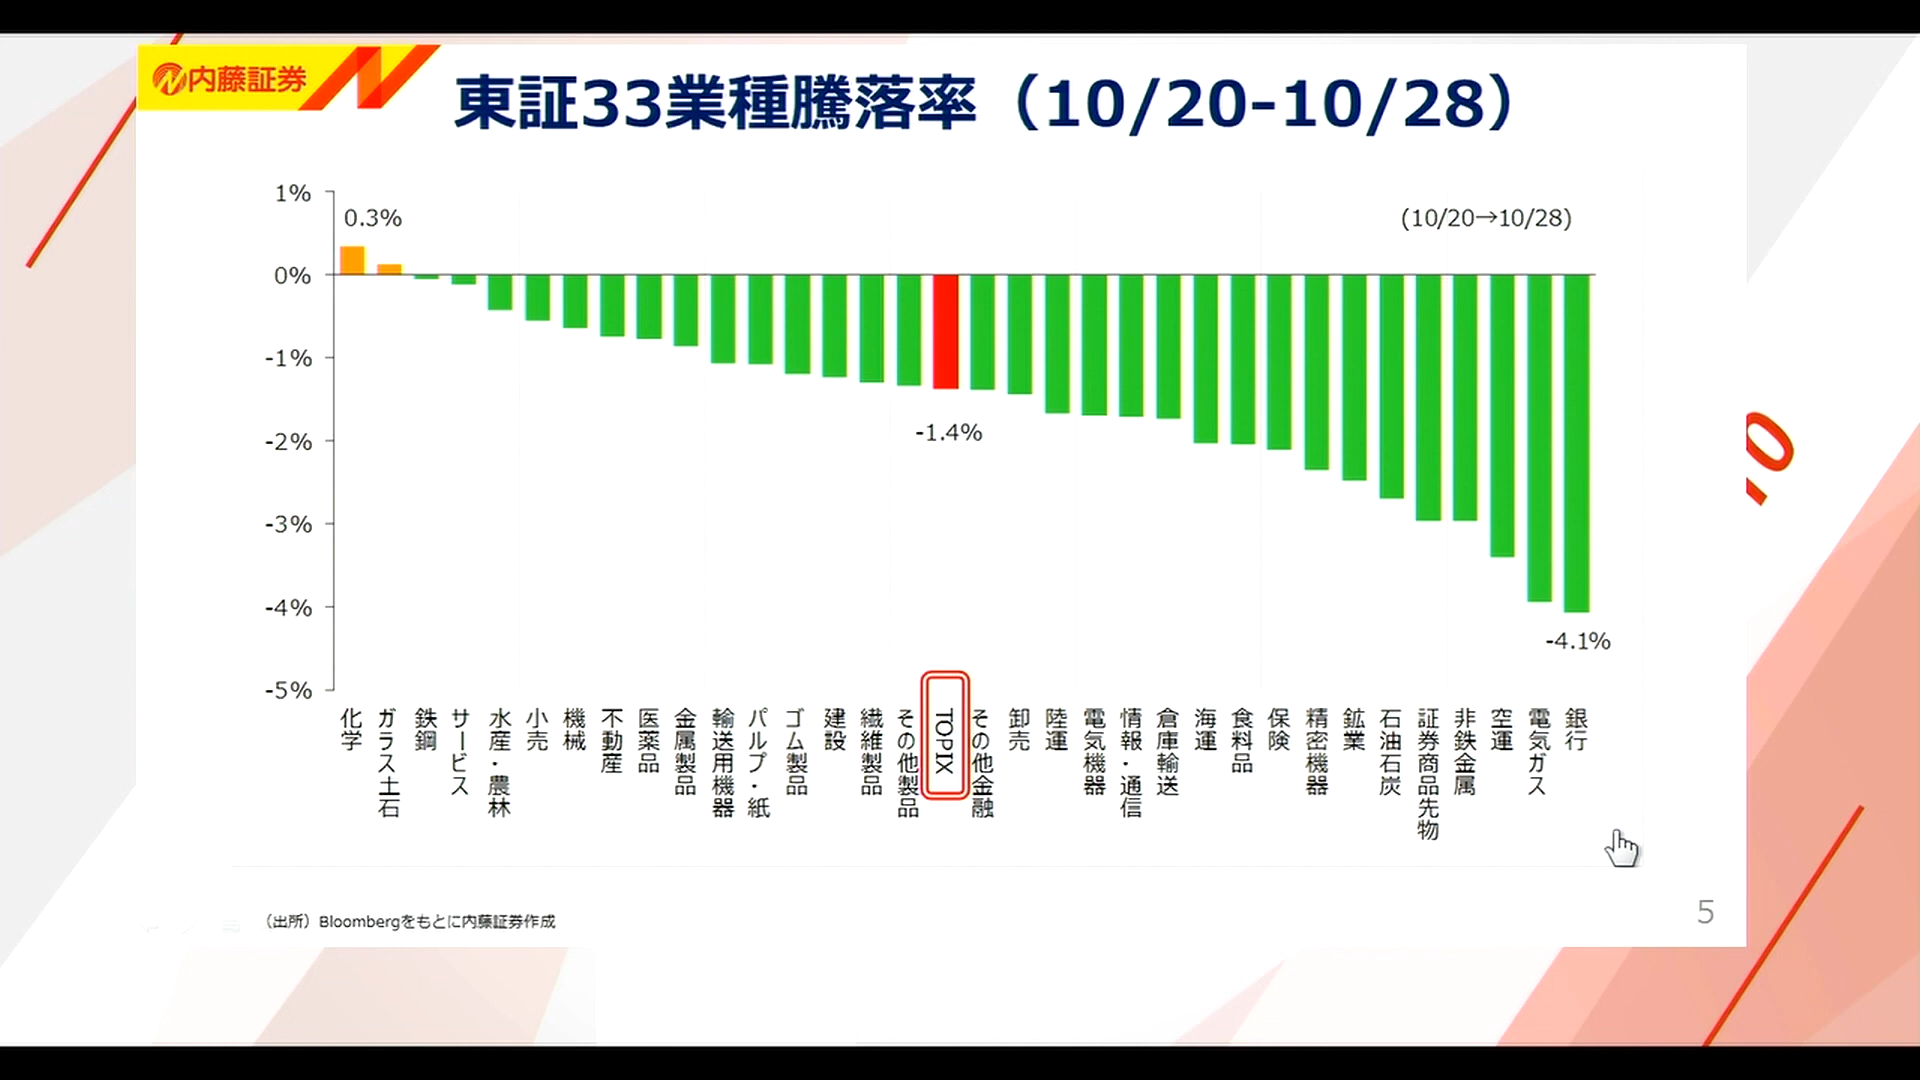 内藤証券
東証33業種騰落率（10/20-10/28）
1%
0.3%
(10/20→10/28)
0%
-1%
-1.4%
-2%
-3%
-4%
-4.1%
-5%
化学
ガラス土石
鉄鋼
サービス
水産・農林
小売
機械
不動産
医薬品
金属製品
輸送用機器
パルプ・紙
ゴム製品
建設
繊維製品
その他製品
TOPIX
その他金融
卸売
陸運
電気機器
情報・通信
倉庫輸送
海運
食料品
保険
精密機器
鉱業
石油石炭
証券商品先物
非鉄金属
空運
電気ガス
銀行
（出所）Bloombergをもとに内藤証券作成
5